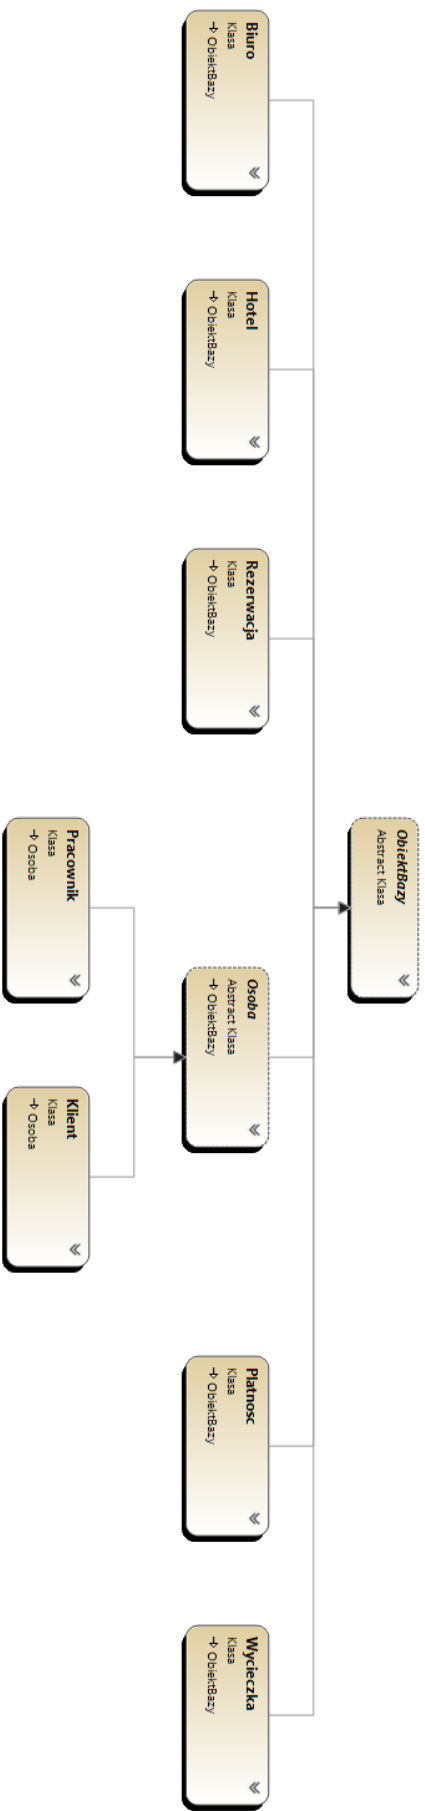 ObiektBazy
Abstract Klasa
Biuro
Klasa
ObiektBazy
Hotel
Klasa
ObiektBazy
Rezerwacja
Klasa
ObiektBazy
Osoba
Abstract Klasa
ObiektBazy
Platnosc
Klasa
ObiektBazy
Wycieczka
Klasa
ObiektBazy
Pracownik
Klasa
Osoba
Klient
Klasa
Osoba